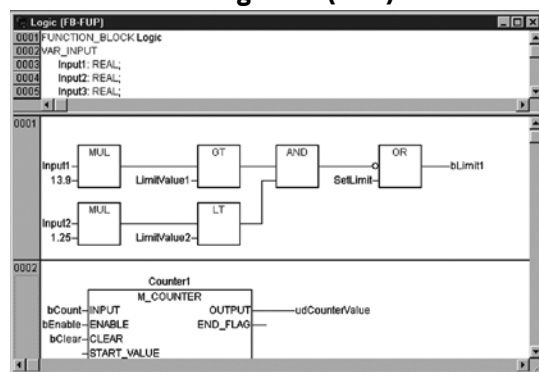 Logic (FB-FUP)
0001 FUNCTION_BLOCK Logic
0002 VAR_INPUT
0003 Input1: REAL;
0004 Input2: REAL;
0005 Input3: REAL;
0001
MUL GT AND OR
Input1 bLimit1
13.9 LimitValue1 SetLimit
MUL LT
Input2
1.25 LimitValue2
0002
Counter1
M_COUNTER
bCount INPUT OUTPUT udCounterValue
bEnable ENABLE END_FLAG
bClear CLEAR
START_VALUE